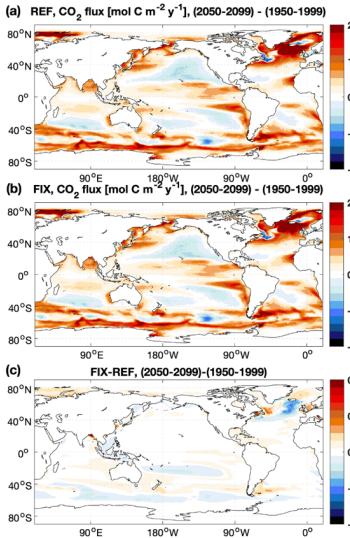 (a) REF, CO₂ flux [mol C m⁻² y⁻¹], (2050-2099) - (1950-1999)
80°N
40°N
0°
40°S
80°S
90°E 180°W 90°W 0°
(b) FIX, CO₂ flux [mol C m⁻² y⁻¹], (2050-2099) - (1950-1999)
80°N
40°N
0°
40°S
80°S
90°E 180°W 90°W 0°
(c) FIX-REF, (2050-2099)-(1950-1999)
80°N
40°N
0°
40°S
80°S
90°E 180°W 90°W 0°